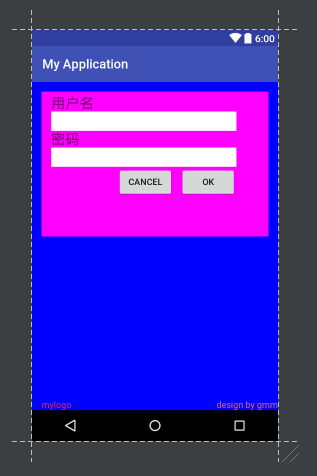 6:00
My Application
用户名
密码
CANCEL OK
mylogo design by gmm